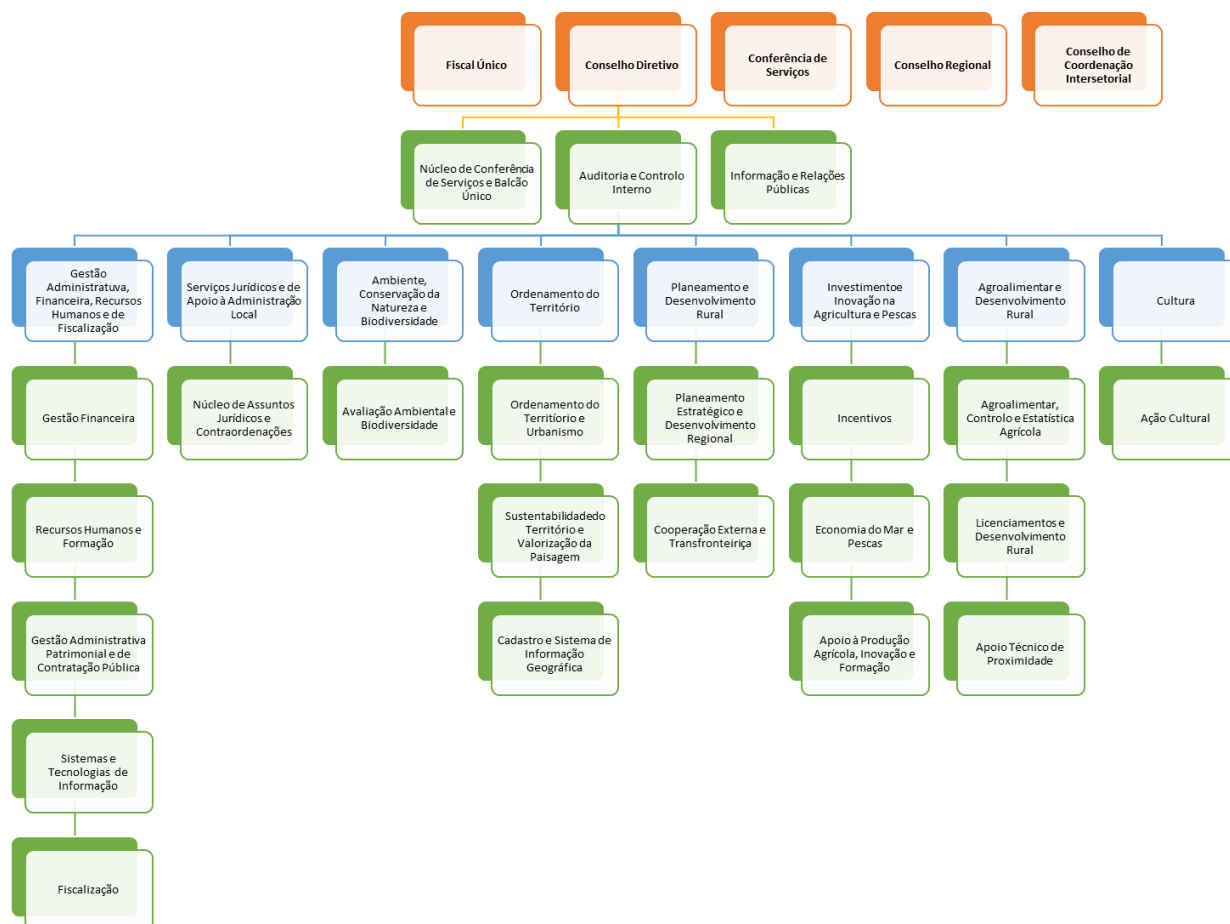 Fiscal Único
Conselho Diretivo
Conferência de
Serviços
Conselho Regional
Conselho de
Coordenação
Intersetorial
Núcleo de Conferência
de Serviços e Balcão
Único
Auditoria e Controlo
Interno
Informação e Relações
Públicas
Gestão
Administratuva,
Financeira, Recursos
Humanos e de
Fiscalização
Serviços Jurídicos e de
Apoio à Administração
Local
Ambiente,
Conservação da
Natureza e
Biodiversidade
Ordenamento do
Território
Planeamento e
Desenvolvimento
Rural
Investimentoe
Inovação na
Agricultura e Pescas
Agroalimentar e
Desenvolvimento
Rural
Cultura
Gestão Financeira
Núcleo de Assuntos
Jurídicos e
Contraordenações
Avaliação Ambiental e
Biodiversidade
Ordenamento do
Territíorio e
Urbanismo
Planeamento
Estratégico e
Desenvolvimento
Regional
Incentivos
Agroalimentar,
Controlo e Estatística
Agrícola
Ação Cultural
Recursos Humanos e
Formação
Sustentabilidadedo
Território e
Valorização da
Paisagem
Cooperação Externa e
Transfronteiriça
Economia do Mar e
Pescas
Licenciamentos e
Desenvolvimento
Rural
Gestão Administrativa
Patrimonial e de
Contratação Pública
Cadastro e Sistema de
Informação
Geográfica
Apoio à Produção
Agrícola, Inovação e
Formação
Apoio Técnico de
Proximidade
Sistemas e
Tecnologias de
Informação
Fiscalização